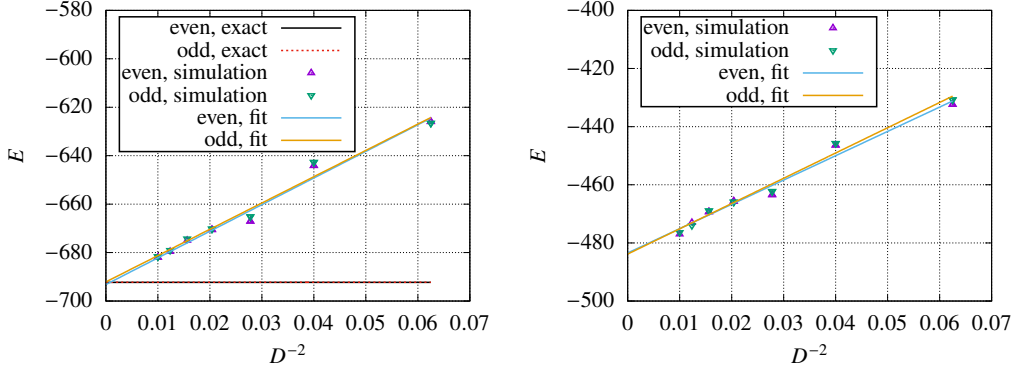 −580
−600
−620
−640
−660
−680
−700
E
even, exact
odd, exact
even, simulation
odd, simulation
even, fit
odd, fit
0 0.01 0.02 0.03 0.04 0.05 0.06 0.07
D⁻²
−400
−420
−440
−460
−480
−500
E
even, simulation
odd, simulation
even, fit
odd, fit
0 0.01 0.02 0.03 0.04 0.05 0.06 0.07
D⁻²